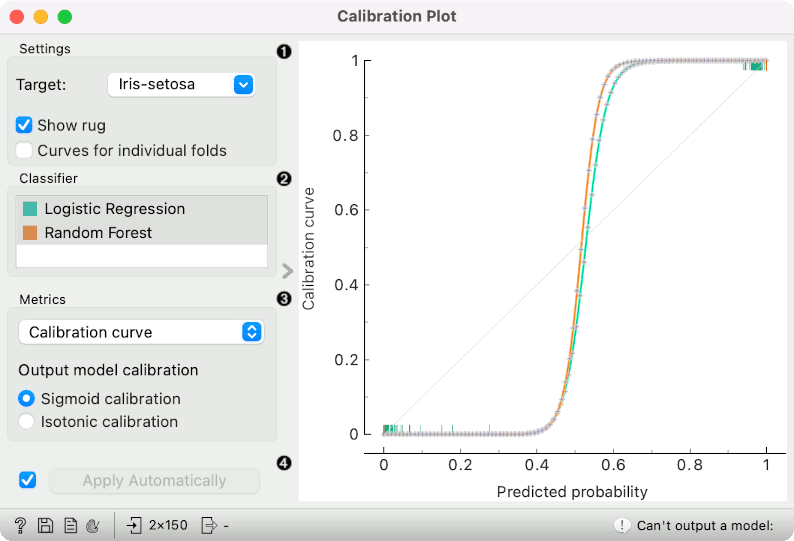 Calibration Plot
Settings
1
Target: Iris-setosa
Show rug
Curves for individual folds
Classifier
2
Logistic Regression
Random Forest
Metrics
3
Calibration curve
Output model calibration
Sigmoid calibration
Isotonic calibration
4
Apply Automatically
1
0.8
0.6
0.4
0.2
0
Calibration curve
0 0.2 0.4 0.6 0.8 1
Predicted probability
? 2×150 - ! Can't output a model: